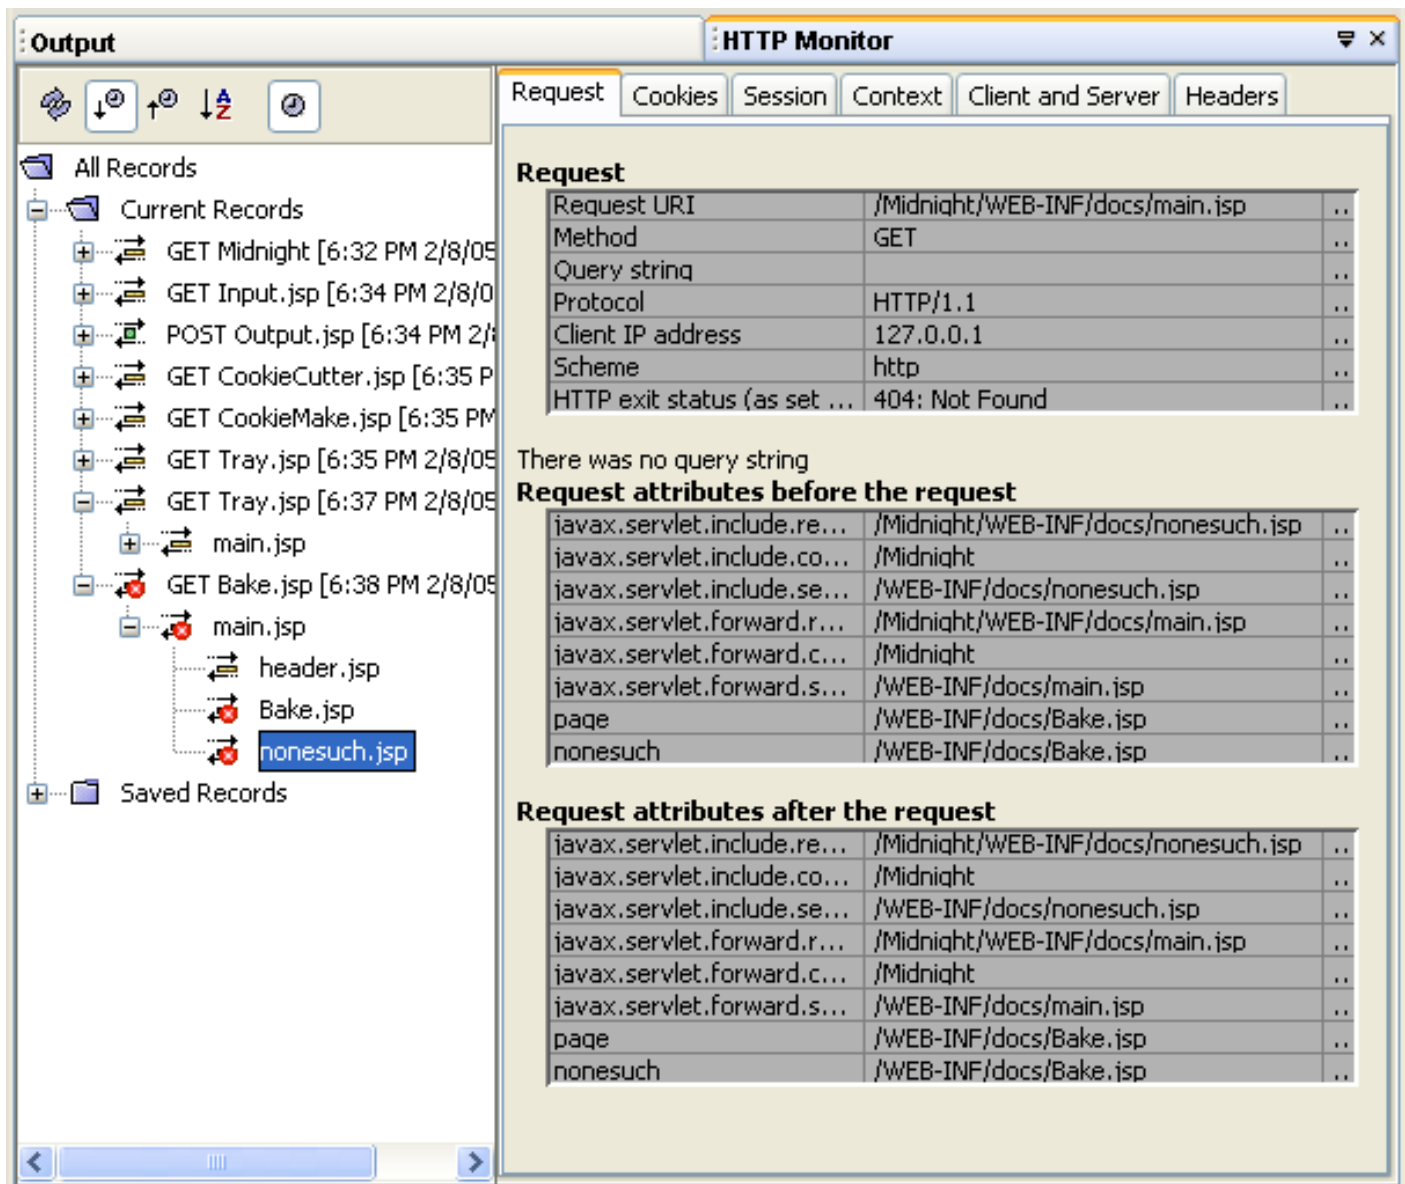 Output
HTTP Monitor
Request Cookies Session Context Client and Server Headers
All Records
Current Records
GET Midnight [6:32 PM 2/8/05
GET Input.jsp [6:34 PM 2/8/0
POST Output.jsp [6:34 PM 2/
GET CookieCutter.jsp [6:35 P
GET CookieMake.jsp [6:35 PM
GET Tray.jsp [6:35 PM 2/8/05
GET Tray.jsp [6:37 PM 2/8/05
main.jsp
GET Bake.jsp [6:38 PM 2/8/05
main.jsp
header.jsp
Bake.jsp
nonesuch.jsp
Saved Records
Request
Request URI /Midnight/WEB-INF/docs/main.jsp ..
Method GET ..
Query string ..
Protocol HTTP/1.1 ..
Client IP address 127.0.0.1 ..
Scheme http ..
HTTP exit status (as set ... 404: Not Found ..
There was no query string
Request attributes before the request
javax.servlet.include.re... /Midnight/WEB-INF/docs/nonesuch.jsp ..
javax.servlet.include.co... /Midnight ..
javax.servlet.include.se... /WEB-INF/docs/nonesuch.jsp ..
javax.servlet.forward.r... /Midnight/WEB-INF/docs/main.jsp ..
javax.servlet.forward.c... /Midnight ..
javax.servlet.forward.s... /WEB-INF/docs/main.jsp ..
page /WEB-INF/docs/Bake.jsp ..
nonesuch /WEB-INF/docs/Bake.jsp ..
Request attributes after the request
javax.servlet.include.re... /Midnight/WEB-INF/docs/nonesuch.jsp ..
javax.servlet.include.co... /Midnight ..
javax.servlet.include.se... /WEB-INF/docs/nonesuch.jsp ..
javax.servlet.forward.r... /Midnight/WEB-INF/docs/main.jsp ..
javax.servlet.forward.c... /Midnight ..
javax.servlet.forward.s... /WEB-INF/docs/main.jsp ..
page /WEB-INF/docs/Bake.jsp ..
nonesuch /WEB-INF/docs/Bake.jsp ..